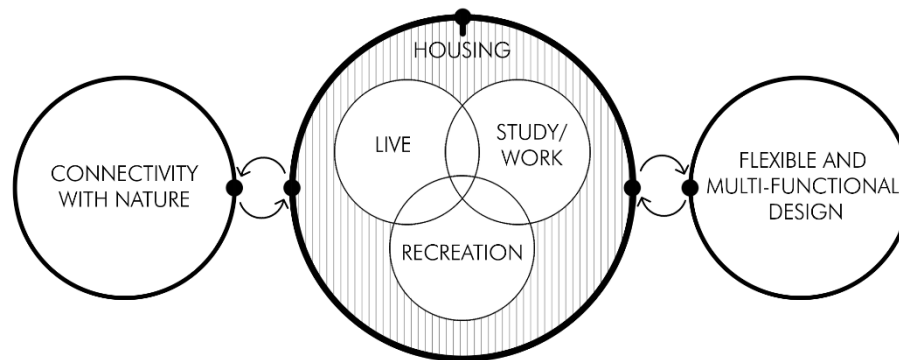 CONNECTIVITY
WITH NATURE
HOUSING
LIVE
STUDY/
WORK
RECREATION
FLEXIBLE AND
MULTI-FUNCTIONAL
DESIGN